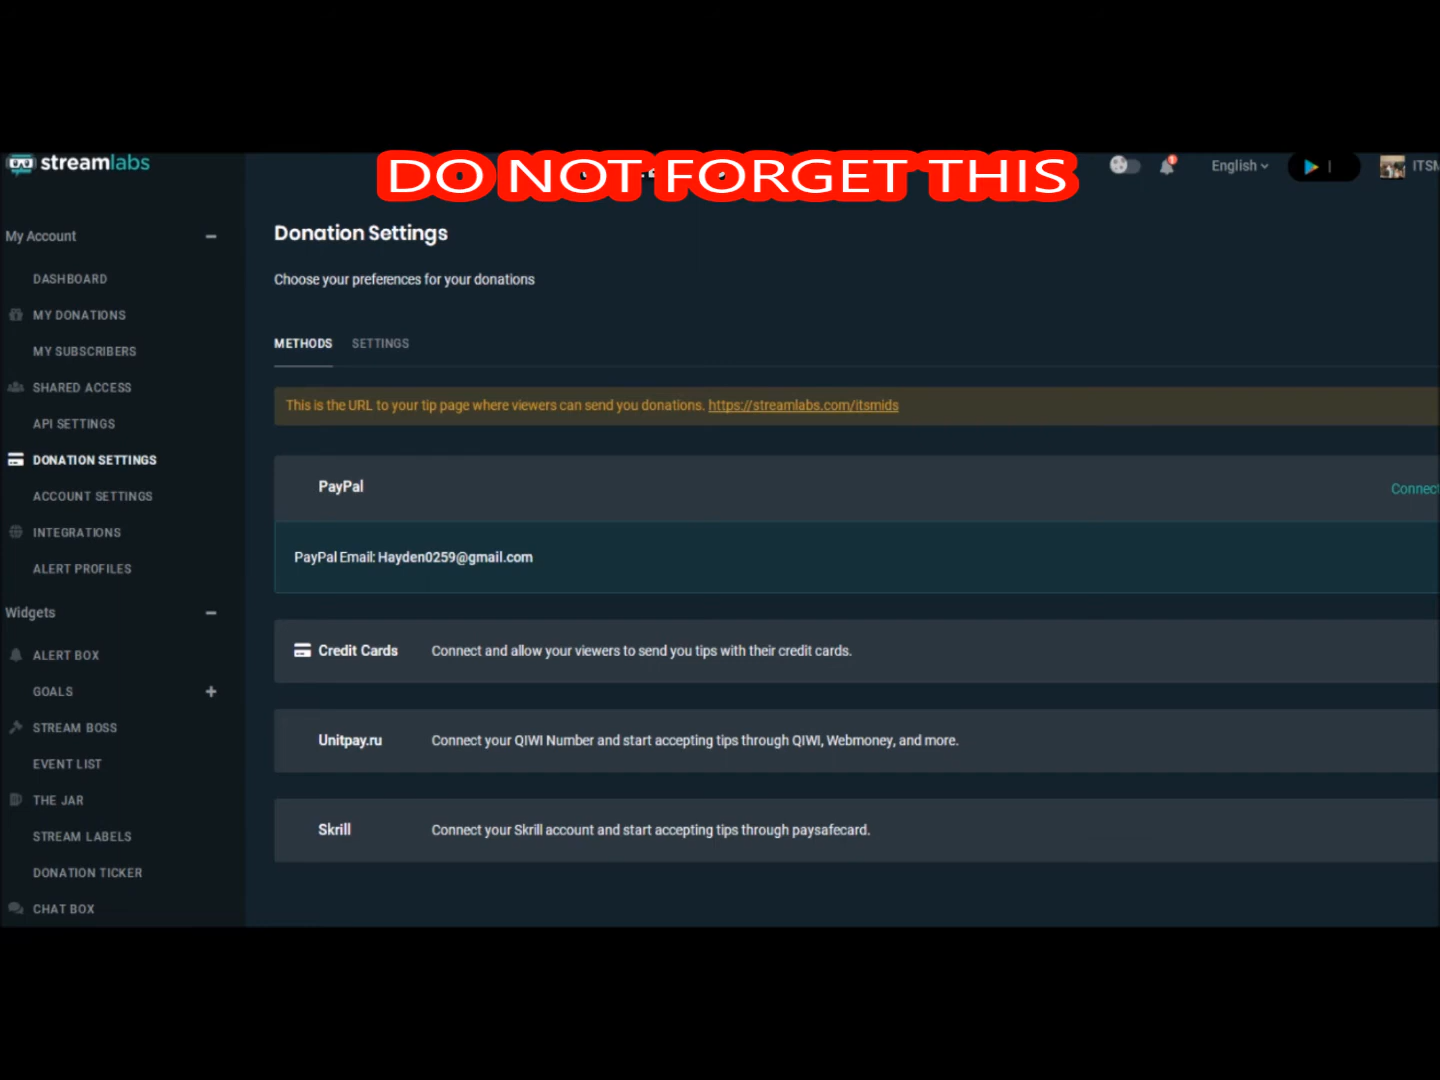 DO NOT FORGET THIS
streamlabs
English
ITSM
My Account
DASHBOARD
MY DONATIONS
MY SUBSCRIBERS
SHARED ACCESS
API SETTINGS
DONATION SETTINGS
ACCOUNT SETTINGS
INTEGRATIONS
ALERT PROFILES
Widgets
ALERT BOX
GOALS
STREAM BOSS
EVENT LIST
THE JAR
STREAM LABELS
DONATION TICKER
CHAT BOX
Donation Settings
Choose your preferences for your donations
METHODS SETTINGS
This is the URL to your tip page where viewers can send you donations. https://streamlabs.com/itsmids
PayPal Connect
PayPal Email: Hayden0259@gmail.com
Credit Cards Connect and allow your viewers to send you tips with their credit cards.
Unitpay.ru Connect your QIWI Number and start accepting tips through QIWI, Webmoney, and more.
Skrill Connect your Skrill account and start accepting tips through paysafecard.